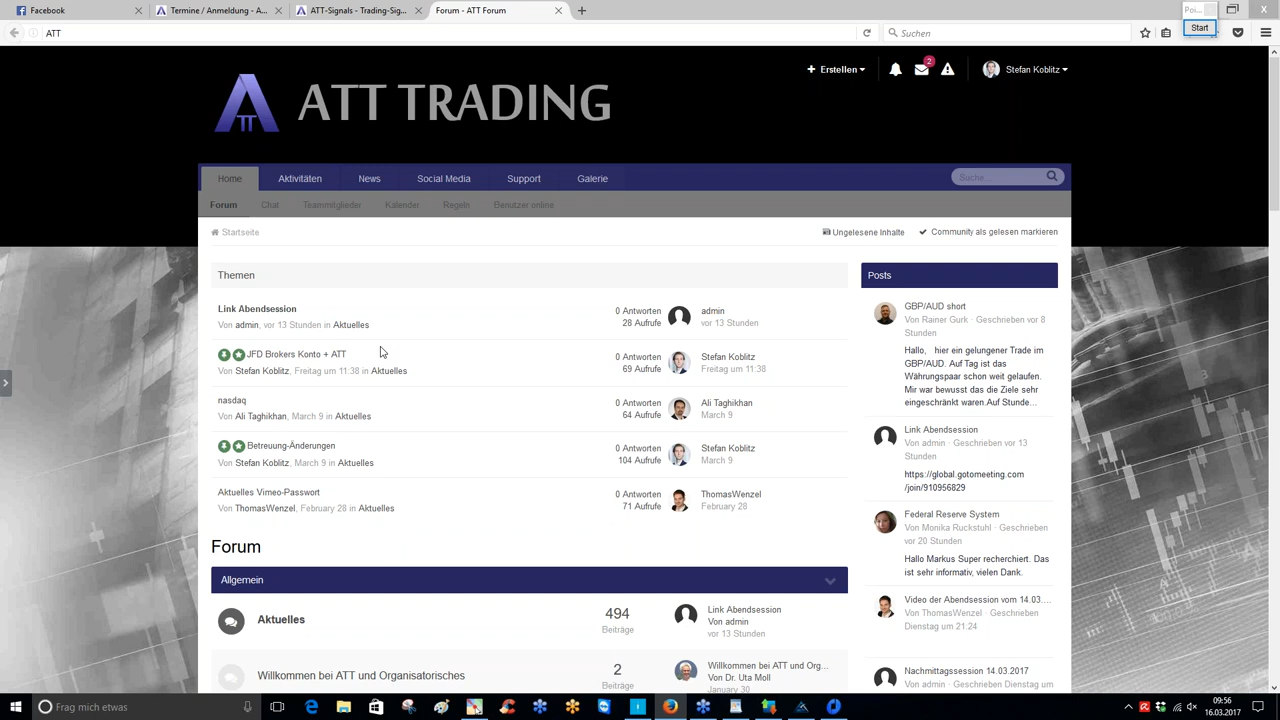 Facebook
Termine / Anmeldung - A...
ATT-Signals - Trading-Sig...
Forum - ATT Forum
Poi...
Start
ATT
Suchen
Erstellen
2
Stefan Koblitz
ATT TRADING
Home
Aktivitäten
News
Social Media
Support
Galerie
Suche...
Forum
Chat
Teammitglieder
Kalender
Regeln
Benutzer online
Startseite
Ungelesene Inhalte
Community als gelesen markieren
Themen
Link Abendsession
Von admin, vor 13 Stunden in Aktuelles
0 Antworten
28 Aufrufe
admin
vor 13 Stunden
JFD Brokers Konto + ATT
Von Stefan Koblitz, Freitag um 11:38 in Aktuelles
0 Antworten
69 Aufrufe
Stefan Koblitz
Freitag um 11:38
nasdaq
Von Ali Taghikhan, March 9 in Aktuelles
0 Antworten
64 Aufrufe
Ali Taghikhan
March 9
Betreuung-Änderungen
Von Stefan Koblitz, March 9 in Aktuelles
0 Antworten
104 Aufrufe
Stefan Koblitz
March 9
Aktuelles Vimeo-Passwort
Von ThomasWenzel, February 28 in Aktuelles
0 Antworten
71 Aufrufe
ThomasWenzel
February 28
Forum
Allgemein
Aktuelles
494
Beiträge
Link Abendsession
Von admin
vor 13 Stunden
Willkommen bei ATT und Organisatorisches
2
Beiträge
Willkommen bei ATT und Org...
Von Dr. Uta Moll
January 30
Posts
GBP/AUD short
Von Rainer Gurk · Geschrieben vor 8
Stunden
Hallo, hier ein gelungener Trade im
GBP/AUD. Auf Tag ist das
Währungspaar schon weit gelaufen.
Mir war bewusst das die Ziele sehr
eingeschränkt waren.Auf Stunde...
Link Abendsession
Von admin · Geschrieben vor 13
Stunden
https://global.gotomeeting.com
/join/910956829
Federal Reserve System
Von Monika Ruckstuhl · Geschrieben
vor 20 Stunden
Hallo Markus Super recherchiert. Das
ist sehr informativ, vielen Dank.
Video der Abendsession vom 14.03....
Von ThomasWenzel · Geschrieben
Dienstag um 21:24
Nachmittagssession 14.03.2017
Von admin · Geschrieben Dienstag um
Frag mich etwas
09:56
16.03.2017